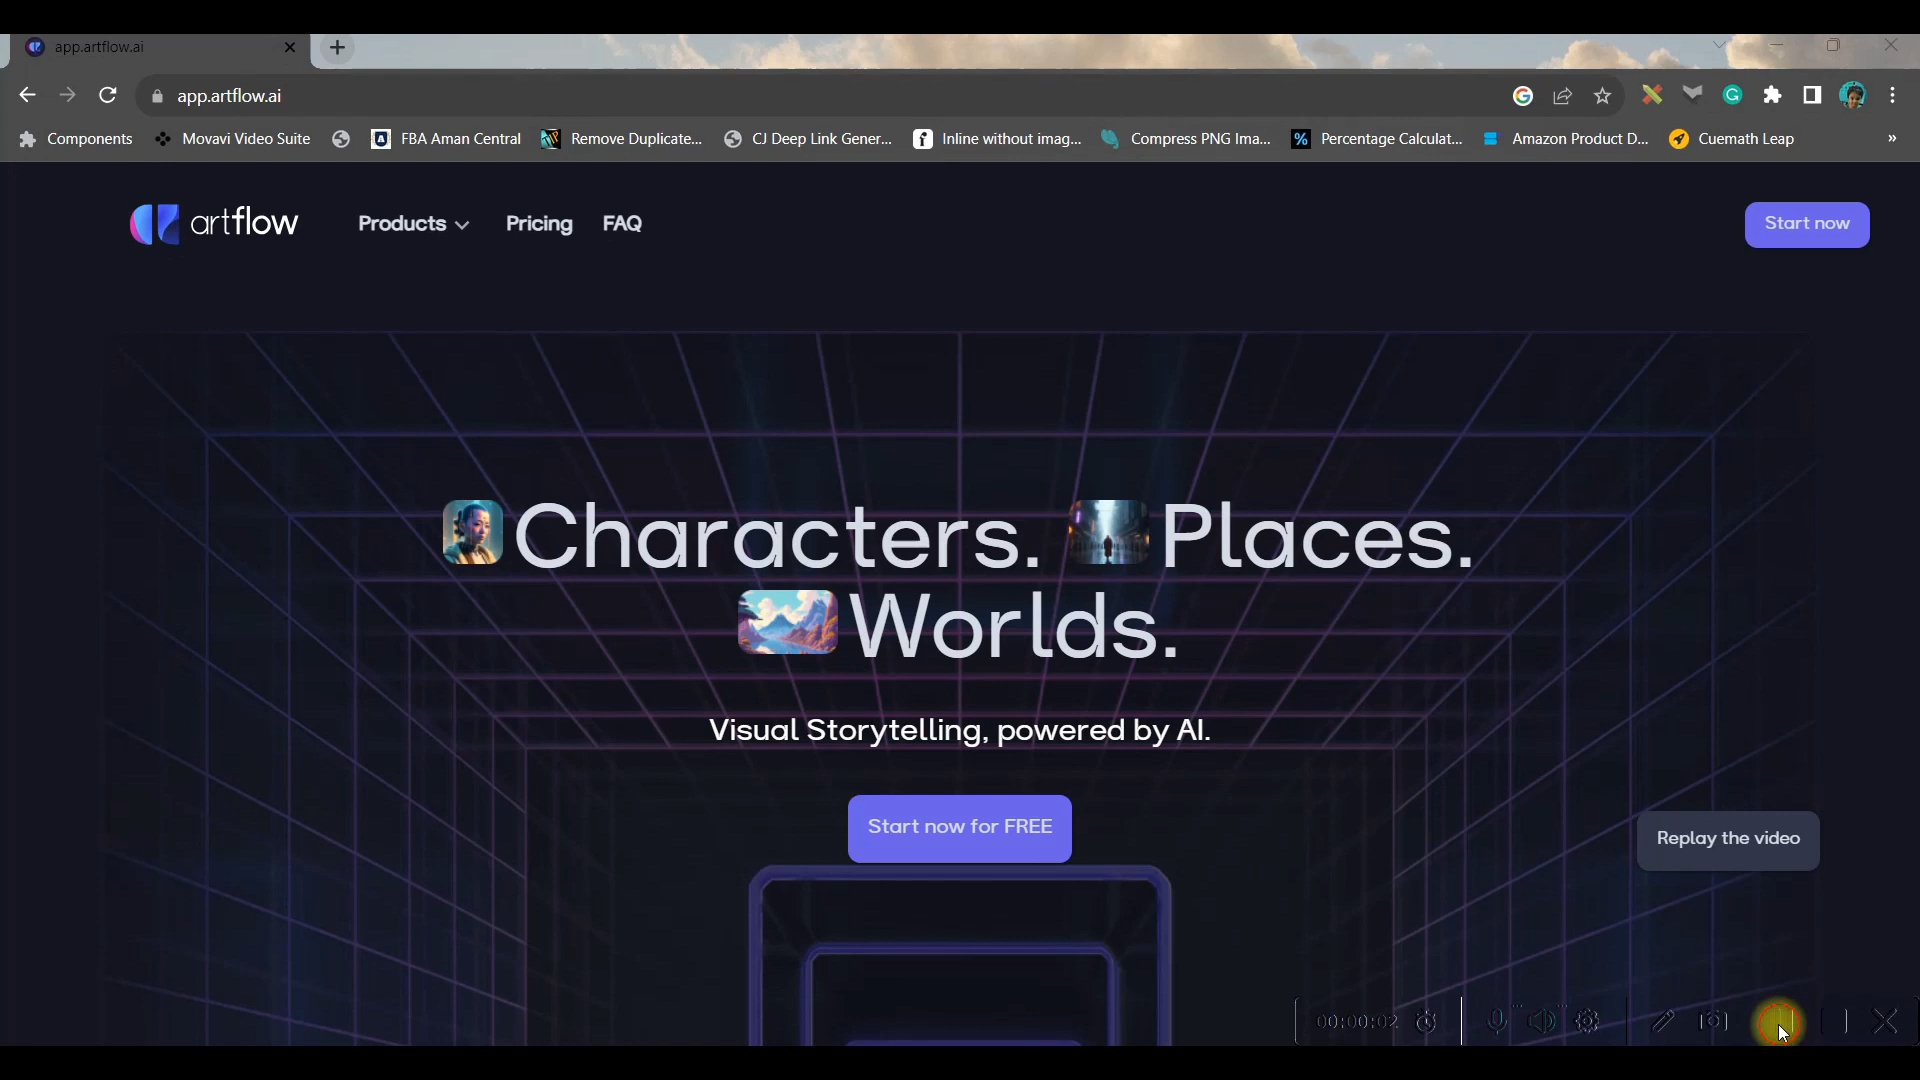 app.artflow.ai
app.artflow.ai
Components
Movavi Video Suite
FBA Aman Central
Remove Duplicate...
CJ Deep Link Gener...
Inline without imag...
Compress PNG Ima...
Percentage Calculat...
Amazon Product D...
Cuemath Leap
»
artflow
Products
Pricing
FAQ
Start now
Characters. Places.
Worlds.
Visual Storytelling, powered by AI.
Start now for FREE
Replay the video
00:00:02